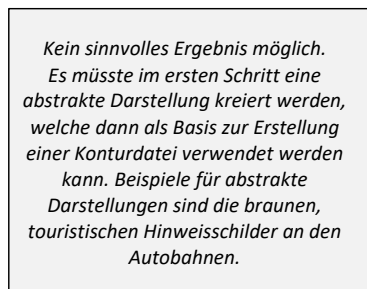 Kein sinnvolles Ergebnis möglich.
Es müsste im ersten Schritt eine
abstrakte Darstellung kreiert werden,
welche dann als Basis zur Erstellung
einer Konturdatei verwendet werden
kann. Beispiele für abstrakte
Darstellungen sind die braunen,
touristischen Hinweisschilder an den
Autobahnen.